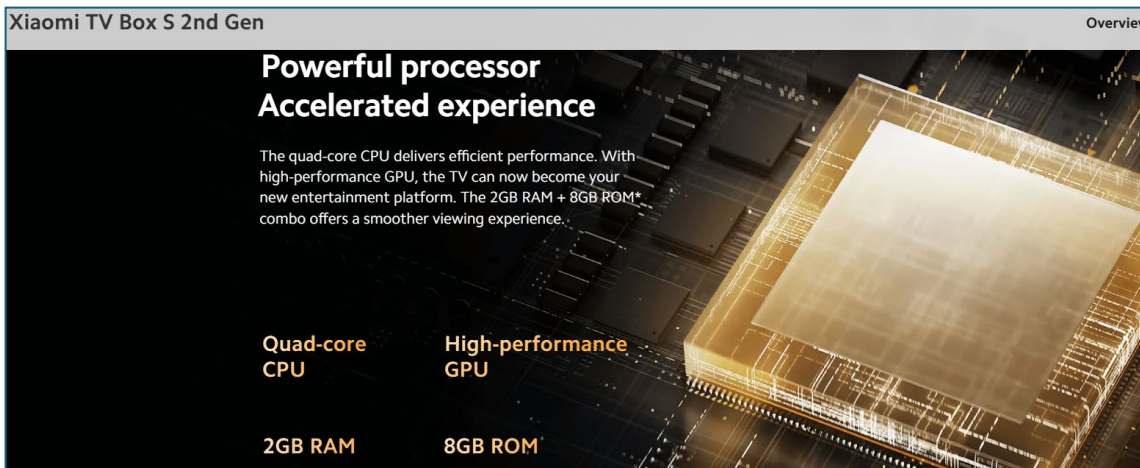 Xiaomi TV Box S 2nd Gen
Overview
Powerful processor
Accelerated experience
The quad-core CPU delivers efficient performance. With
high-performance GPU, the TV can now become your
new entertainment platform. The 2GB RAM + 8GB ROM*
combo offers a smoother viewing experience.
Quad-core
CPU
High-performance
GPU
2GB RAM
8GB ROM